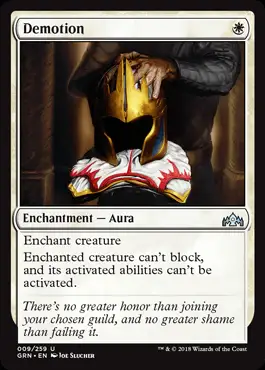 Demotion
Enchantment — Aura
Enchant creature
Enchanted creature can't block,
and its activated abilities can't be
activated.
There's no greater honor than joining
your chosen guild, and no greater shame
than failing it.
009/259 U
GRN • EN Joe Slucher
™ & © 2018 Wizards of the Coast